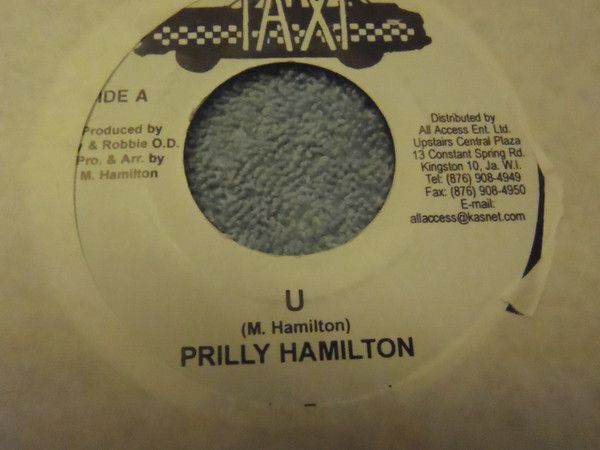 TAXI
IDE A
Produced by
& Robbie O.D.
Pro. & Arr. by
M. Hamilton
Distributed by
All Access Ent. Ltd.
Upstairs Central Plaza
13 Constant Spring Rd.
Kingston 10, Ja. W.I.
Tel: (876) 908-4949
Fax: (876) 908-4950
E-mail:
allaccess@kasnet.com
U
(M. Hamilton)
PRILLY HAMILTON